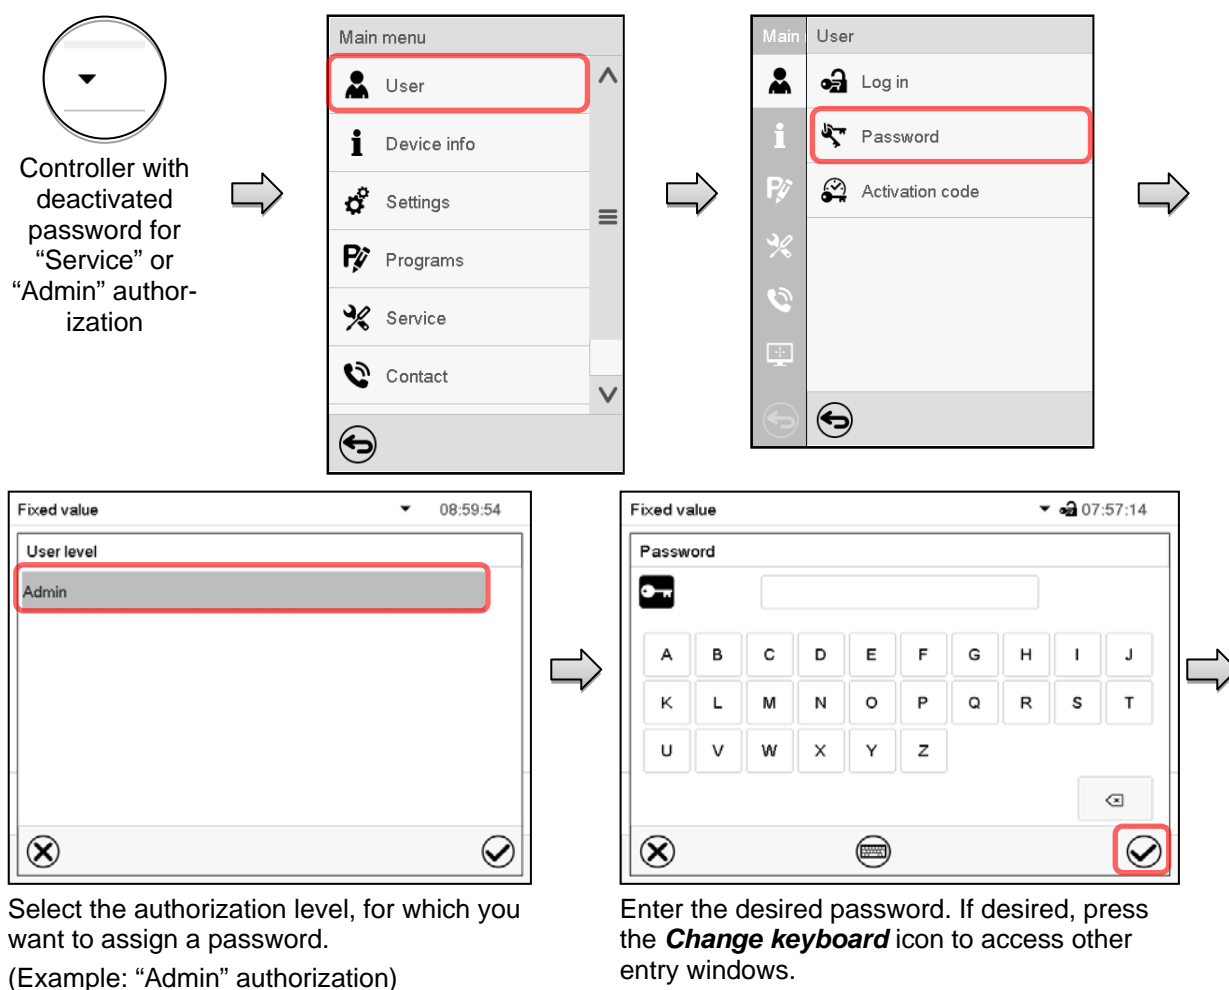 Controller with
deactivated
password for
“Service” or
“Admin” author-
ization
Main menu
User
Device info
Settings
Programs
Service
Contact
Main
User
Log in
Password
Activation code
Fixed value 08:59:54
User level
Admin
Select the authorization level, for which you
want to assign a password.
(Example: “Admin” authorization)
Fixed value 07:57:14
Password
A B C D E F G H I J
K L M N O P Q R S T
U V W X Y Z
Enter the desired password. If desired, press
the Change keyboard icon to access other
entry windows.